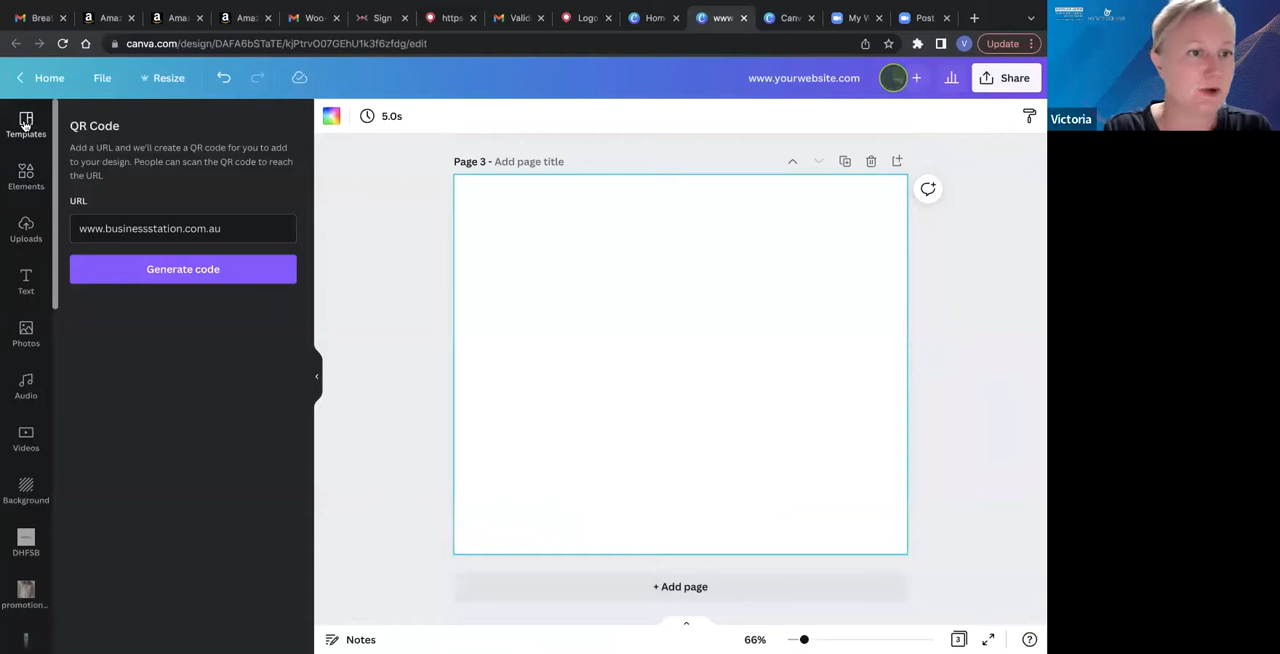 Breat
Amaz
Ama
Ama
Woo
Sign
https
Valid
Logo
Hom
www
Canv
My W
Post
canva.com/design/DAFA6bSTaTE/kjPtrvO07GEhU1k3f6zfdg/edit
V
Update
Home
File
Resize
www.yourwebsite.com
Share
Victoria
Templates
Elements
Uploads
Text
Photos
Audio
Videos
Background
DHFSB
promotion...
QR Code
Add a URL and we'll create a QR code for you to add
to your design. People can scan the QR code to reach
the URL
URL
www.businessstation.com.au
Generate code
5.0s
Page 3 - Add page title
+ Add page
Notes
66%
3